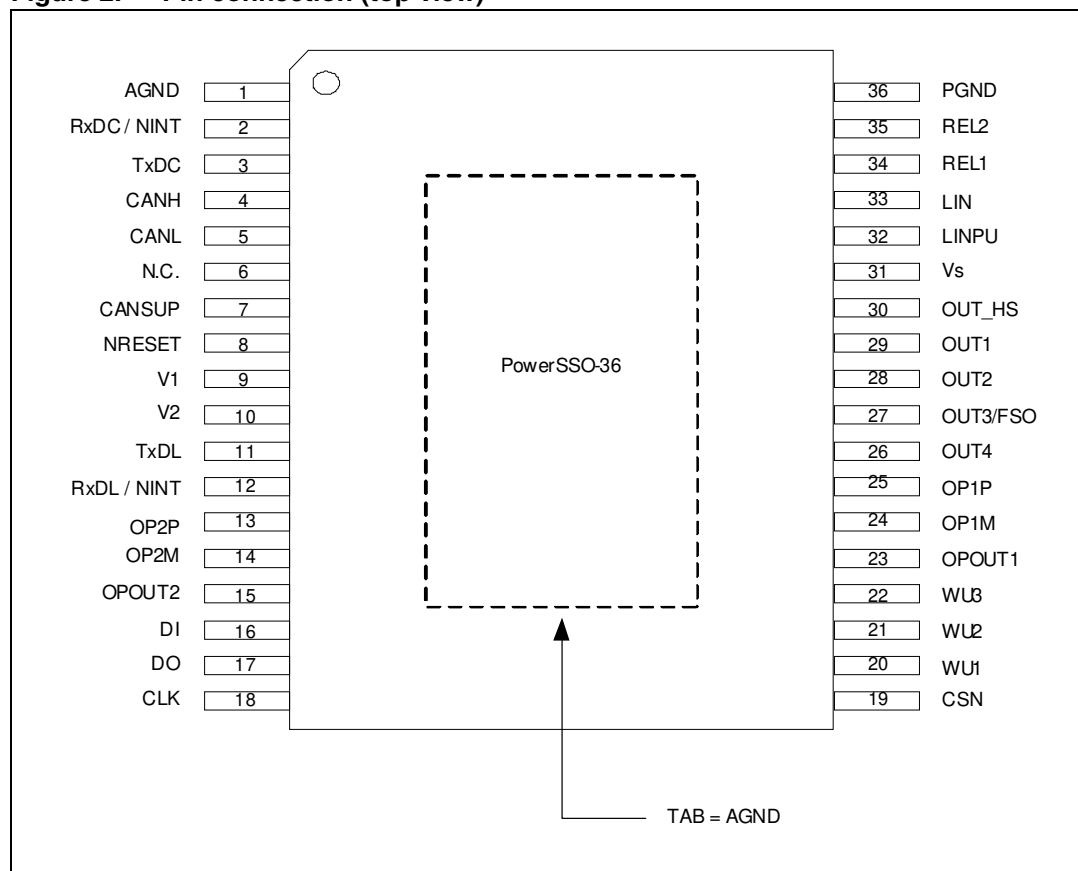 AGND 1
RxDC / NINT 2
TxDC 3
CANH 4
CANL 5
N.C. 6
CANSUP 7
NRESET 8
V1 9
V2 10
TxDL 11
RxDL / NINT 12
OP2P 13
OP2M 14
OPOUT2 15
DI 16
DO 17
CLK 18
PowerSSO-36
36 PGND
35 REL2
34 REL1
33 LIN
32 LINPU
31 Vs
30 OUT_HS
29 OUT1
28 OUT2
27 OUT3/FSO
26 OUT4
25 OP1P
24 OP1M
23 OPOUT1
22 WU3
21 WU2
20 WU1
19 CSN
TAB = AGND